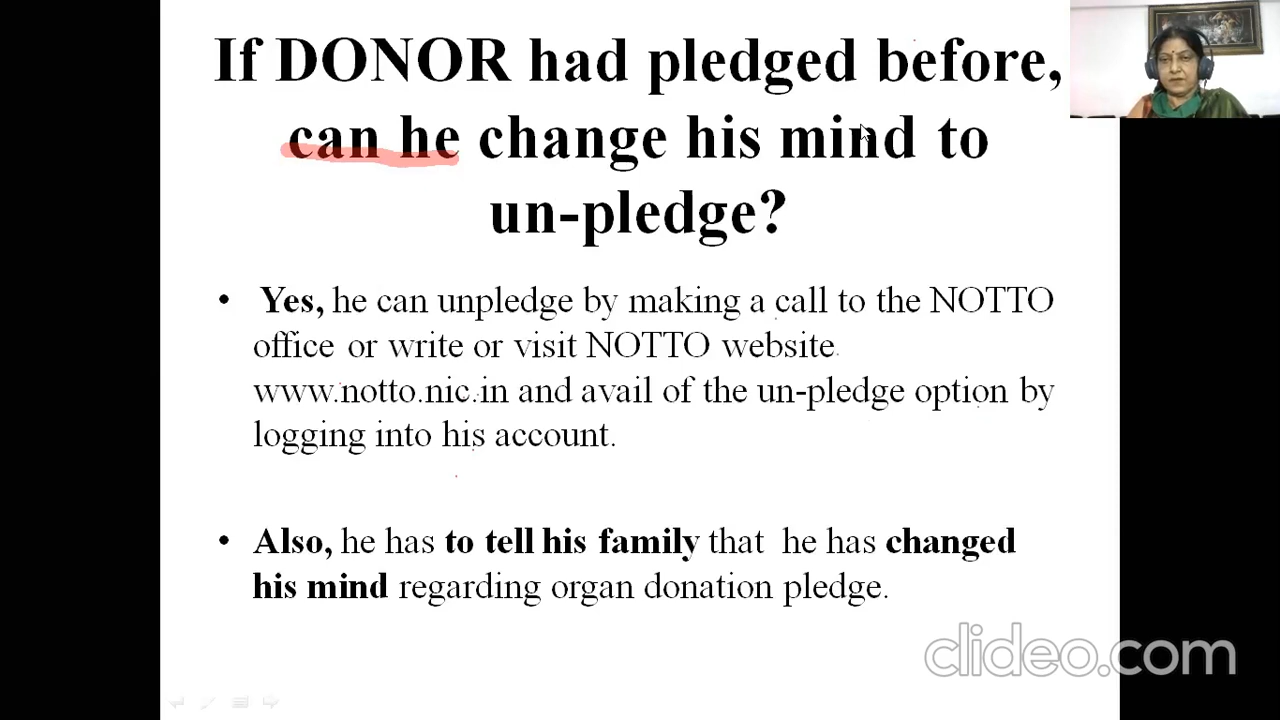 If DONOR had pledged before,
can he change his mind to
un-pledge?
• Yes, he can unpledge by making a call to the NOTTO
office or write or visit NOTTO website
www.notto.nic.in and avail of the un-pledge option by
logging into his account.
• Also, he has to tell his family that he has changed
his mind regarding organ donation pledge.
clideo.com